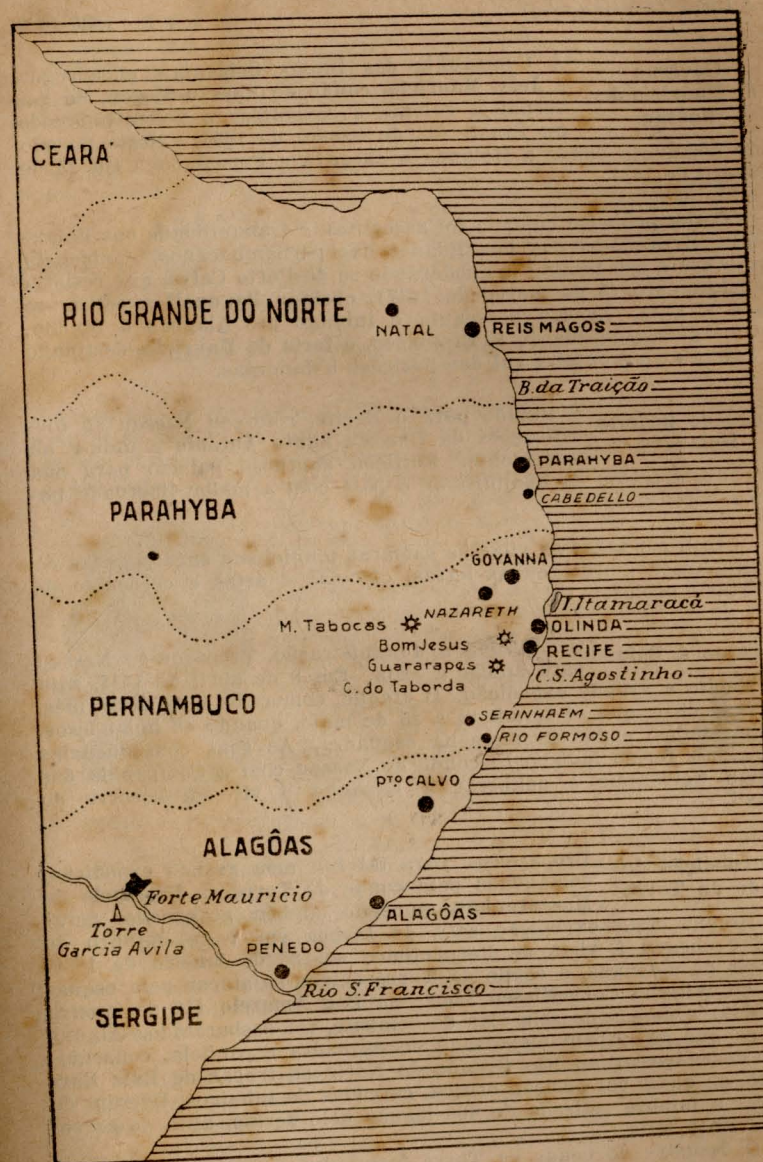 CEARÁ
RIO GRANDE DO NORTE
NATAL
REIS MAGOS
B. da Traição
PARAHYBA
CABEDELLO
PARAHYBA
GOYANNA
NAZARETH
I. Itamaracá
M. Tabocas
OLINDA
Bom Jesus
RECIFE
Guararapes
C. S. Agostinho
C. do Taborda
PERNAMBUCO
SERINHAEM
RIO FORMOSO
PTO CALVO
ALAGÔAS
Forte Mauricio
ALAGÔAS
Torre
Garcia Avila
PENEDO
Rio S. Francisco
SERGIPE